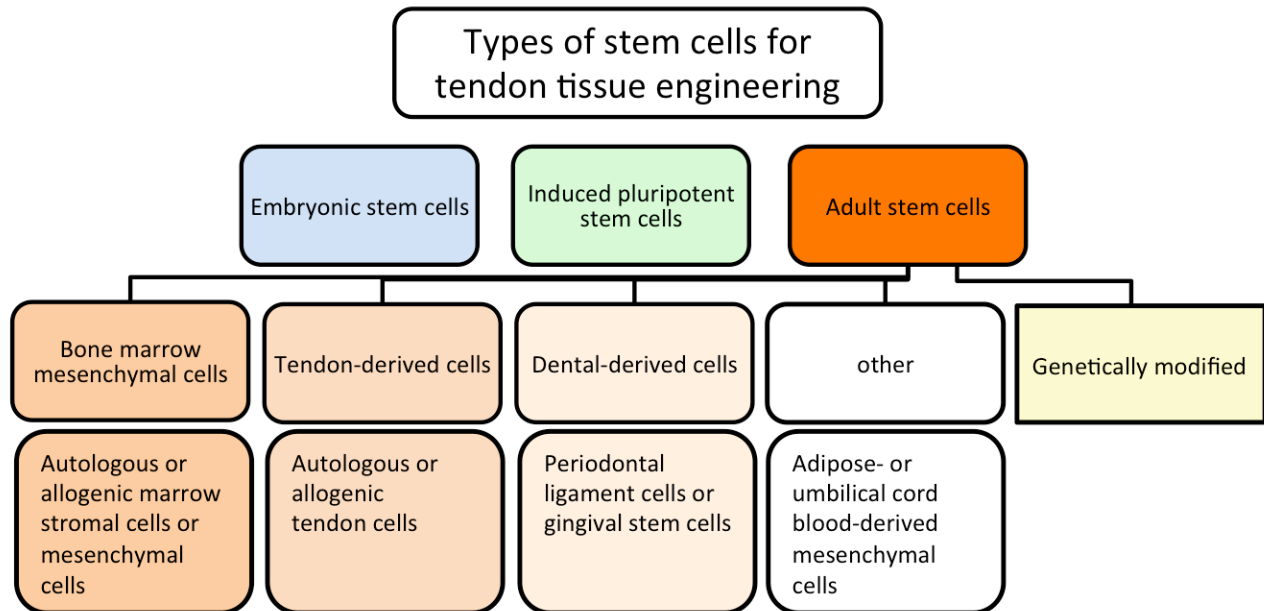 Types of stem cells for
tendon tissue engineering
Embryonic stem cells
Induced pluripotent
stem cells
Adult stem cells
Bone marrow
mesenchymal cells
Tendon-derived cells
Dental-derived cells
other
Genetically modified
Autologous or
allogenic marrow
stromal cells or
mesenchymal
cells
Autologous or
allogenic
tendon cells
Periodontal
ligament cells or
gingival stem cells
Adipose- or
umbilical cord
blood-derived
mesenchymal
cells